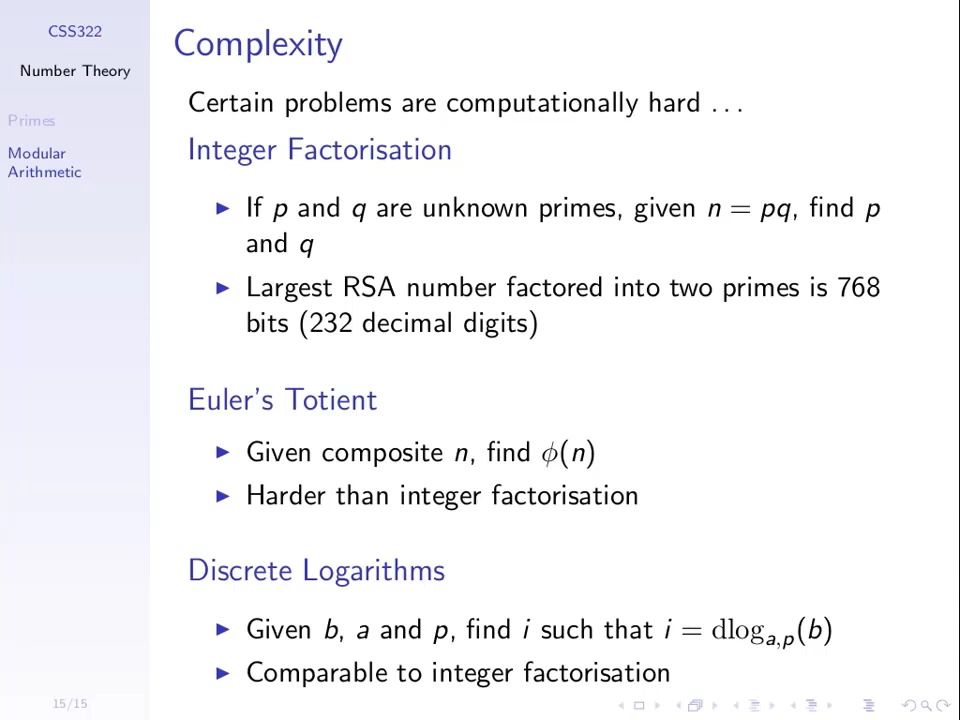 CSS322
Number Theory
Primes
Modular
Arithmetic
Complexity
Certain problems are computationally hard . . .
Integer Factorisation
► If p and q are unknown primes, given n = pq, find p
and q
► Largest RSA number factored into two primes is 768
bits (232 decimal digits)
Euler's Totient
► Given composite n, find ϕ(n)
► Harder than integer factorisation
Discrete Logarithms
► Given b, a and p, find i such that i = dlog_{a,p}(b)
► Comparable to integer factorisation
15/15